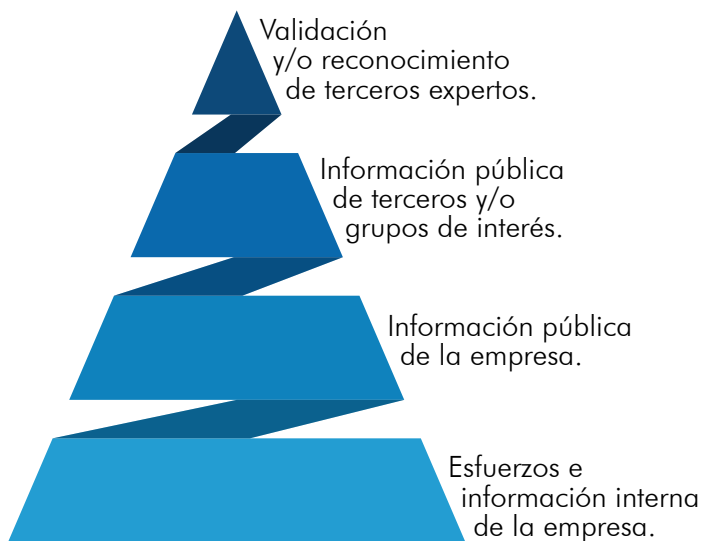 Validación
y/o reconocimiento
de terceros expertos.
Información pública
de terceros y/o
grupos de interés.
Información pública
de la empresa.
Esfuerzos e
información interna
de la empresa.